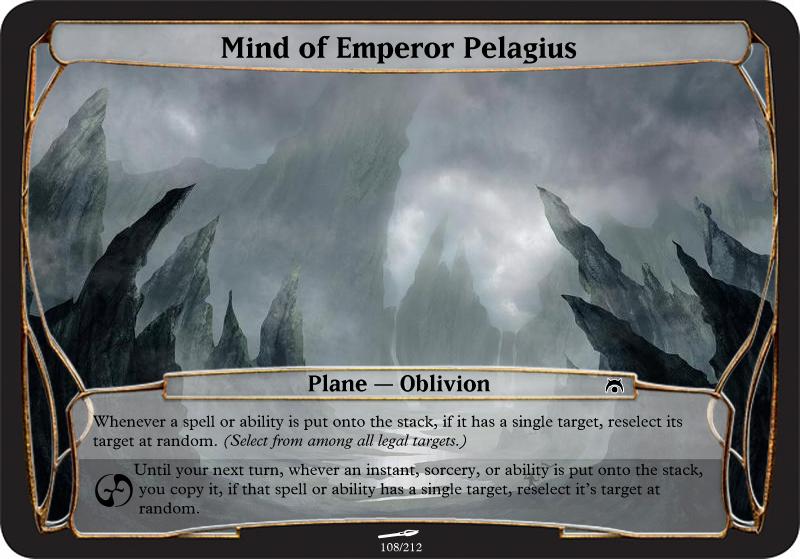 Mind of Emperor Pelagius
Plane — Oblivion
Whenever a spell or ability is put onto the stack, if it has a single target, reselect its
target at random. (Select from among all legal targets.)
Until your next turn, whever an instant, sorcery, or ability is put onto the stack,
you copy it, if that spell or ability has a single target, reselect it's target at
random.
108/212